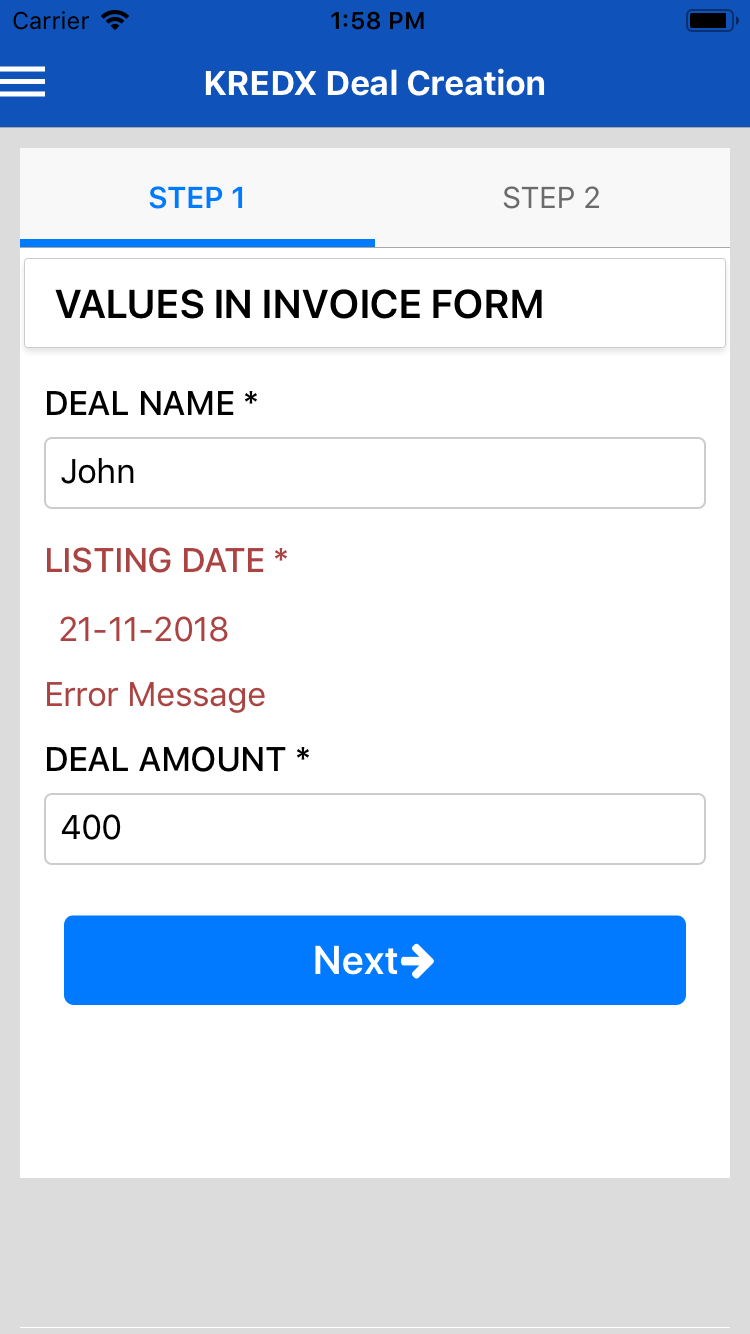 Carrier 1:58 PM
KREDX Deal Creation
STEP 1 STEP 2
VALUES IN INVOICE FORM
DEAL NAME *
John
LISTING DATE *
21-11-2018
Error Message
DEAL AMOUNT *
400
Next